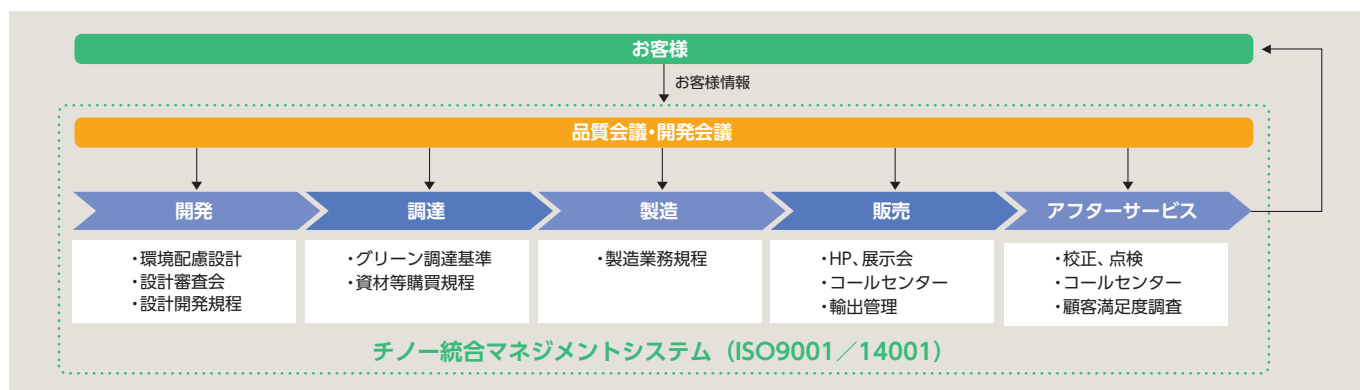 お客様
お客様情報
品質会議・開発会議
開発
調達
製造
販売
アフターサービス
・環境配慮設計
・設計審査会
・設計開発規程
・グリーン調達基準
・資材等購買規程
・製造業務規程
・HP、展示会
・コールセンター
・輸出管理
・校正、点検
・コールセンター
・顧客満足度調査
チノー統合マネジメントシステム（ISO9001／14001）